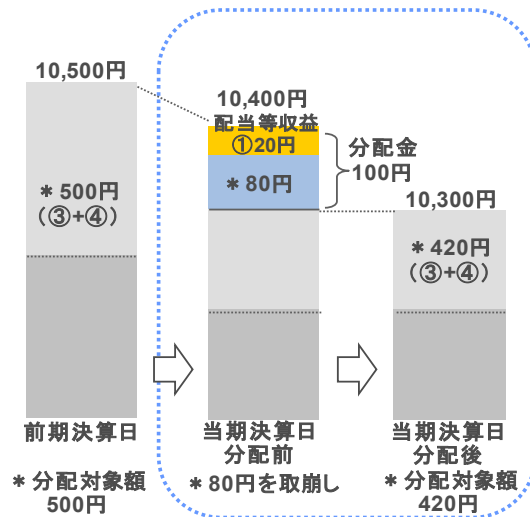 10,500円
＊500円
（③+④）
前期決算日
＊分配対象額
500円
10,400円
配当等収益
①20円
＊80円
分配金
100円
当期決算日
分配前
＊80円を取崩し
10,300円
＊420円
（③+④）
当期決算日
分配後
＊分配対象額
420円